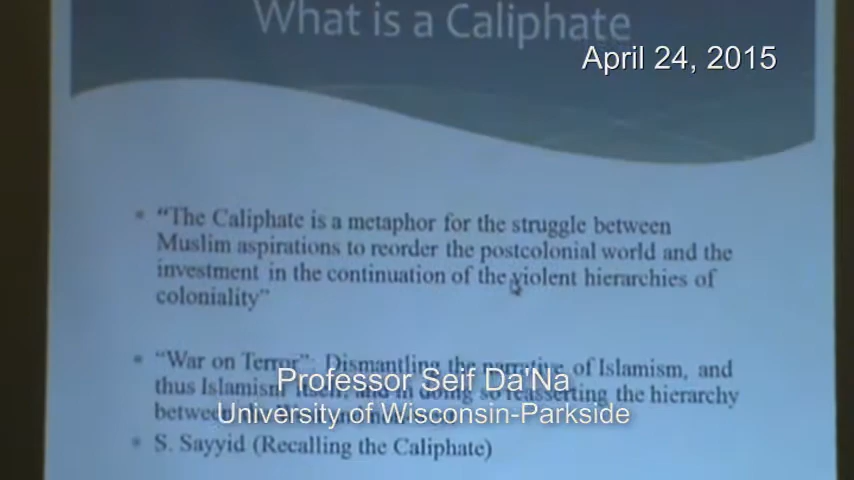 What is a Caliphate
April 24, 2015
“The Caliphate is a metaphor for the struggle between
Muslim aspirations to reorder the postcolonial world and the
investment in the continuation of the violent hierarchies of
coloniality”
“War on Terror”: Dismantling the narrative of Islamism, and
thus Islamism itself, and in doing so reasserting the hierarchy
between
Professor Seif Da'Na
University of Wisconsin-Parkside
S. Sayyid (Recalling the Caliphate)